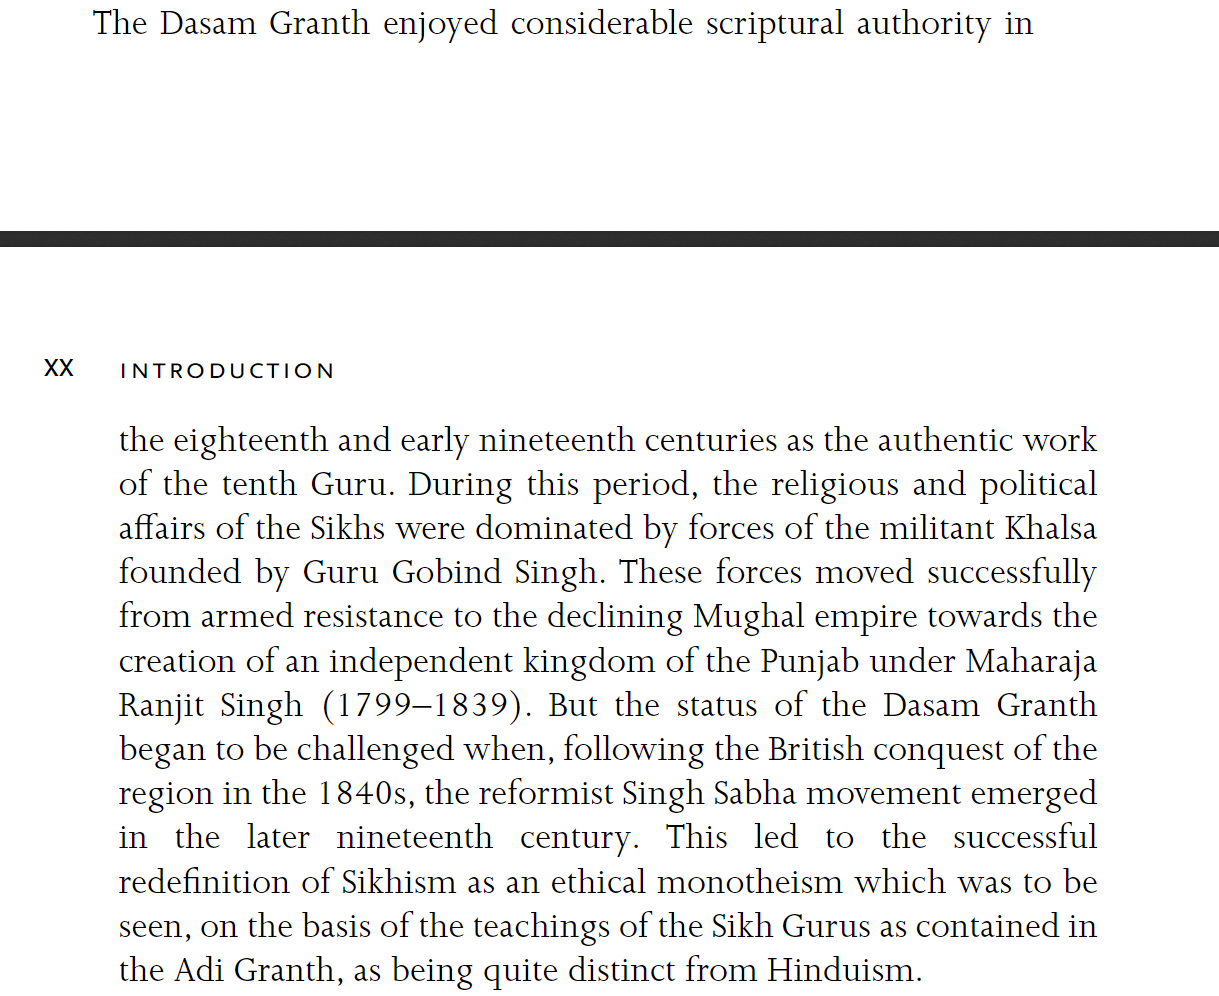 The Dasam Granth enjoyed considerable scriptural authority in
XX INTRODUCTION
the eighteenth and early nineteenth centuries as the authentic work
of the tenth Guru. During this period, the religious and political
affairs of the Sikhs were dominated by forces of the militant Khalsa
founded by Guru Gobind Singh. These forces moved successfully
from armed resistance to the declining Mughal empire towards the
creation of an independent kingdom of the Punjab under Maharaja
Ranjit Singh (1799–1839). But the status of the Dasam Granth
began to be challenged when, following the British conquest of the
region in the 1840s, the reformist Singh Sabha movement emerged
in the later nineteenth century. This led to the successful
redefinition of Sikhism as an ethical monotheism which was to be
seen, on the basis of the teachings of the Sikh Gurus as contained in
the Adi Granth, as being quite distinct from Hinduism.